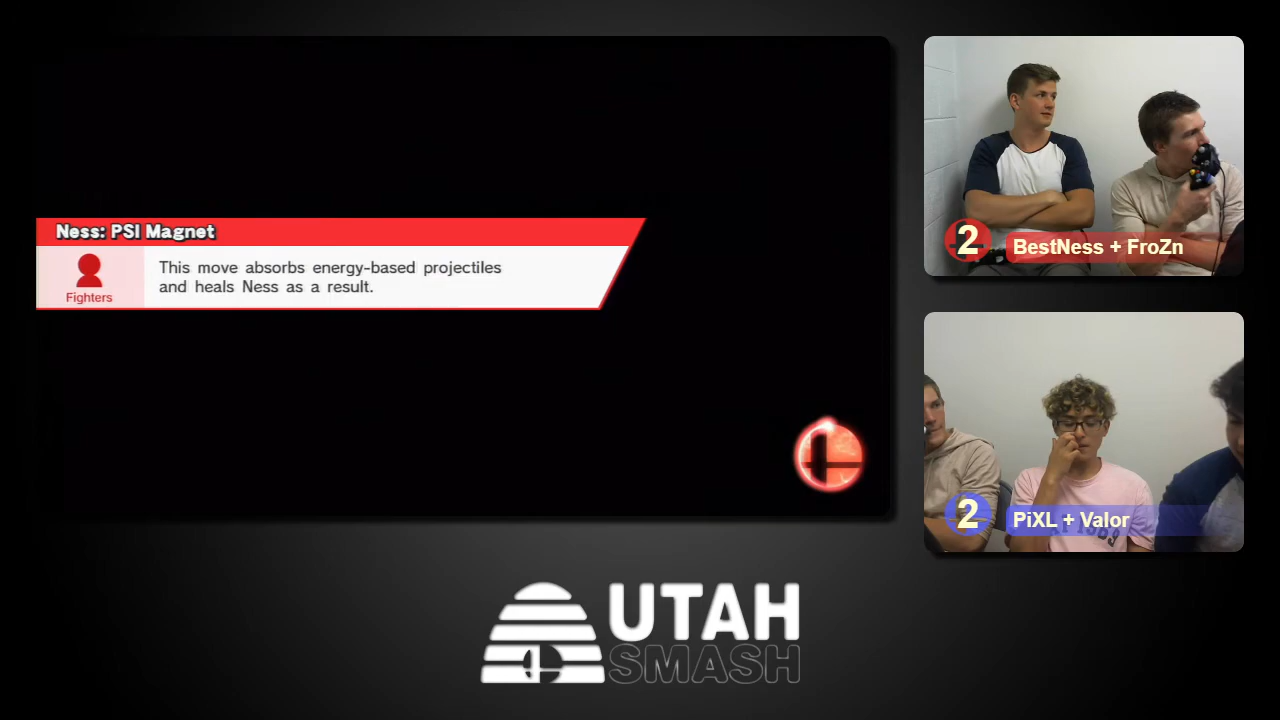 Ness: PSI Magnet
Fighters
This move absorbs energy-based projectiles
and heals Ness as a result.
2
BestNess + FroZn
2
PiXL + Valor
UTAH
SMASH